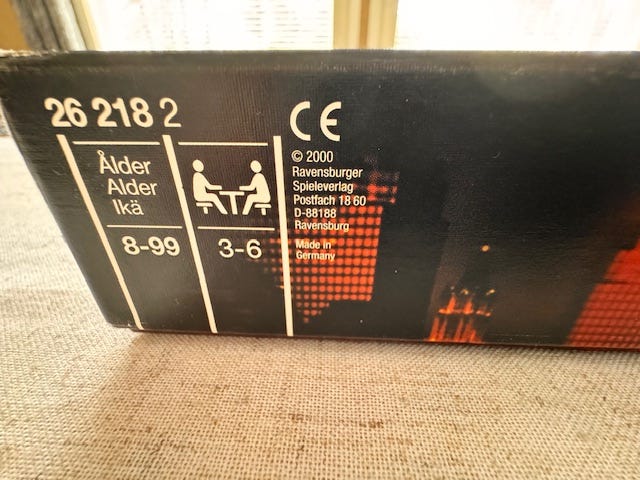 26 218 2
Ålder
Alder
Ikä
8-99
3-6
CE
© 2000
Ravensburger
Spieleverlag
Postfach 18 60
D-88188
Ravensburg
Made in
Germany